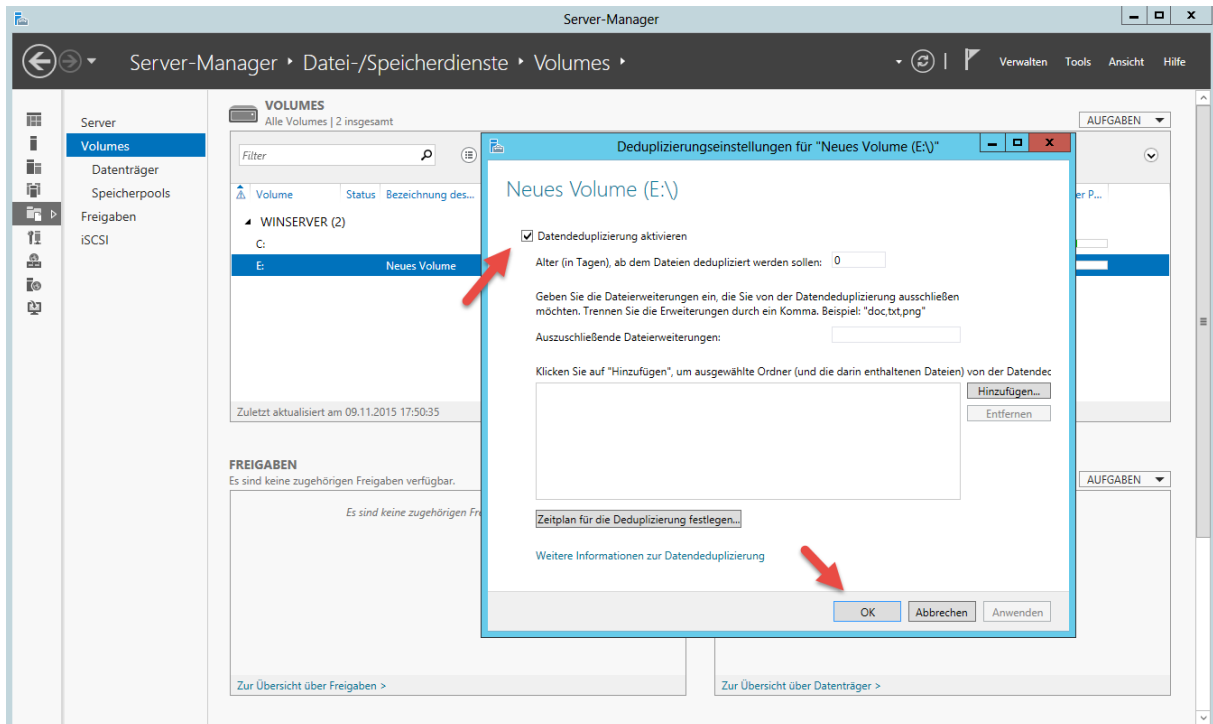 Server-Manager
Server-Manager ‣ Datei-/Speicherdienste ‣ Volumes ‣
Verwalten Tools Ansicht Hilfe
Server
Volumes
Datenträger
Speicherpools
Freigaben
iSCSI
VOLUMES
Alle Volumes | 2 insgesamt
AUFGABEN
Filter
Volume Status Bezeichnung des...
er P...
WINSERVER (2)
C:
E: Neues Volume
Zuletzt aktualisiert am 09.11.2015 17:50:35
FREIGABEN
Es sind keine zugehörigen Freigaben verfügbar.
AUFGABEN
Es sind keine zugehörigen Fre
Zur Übersicht über Freigaben >
Zur Übersicht über Datenträger >
Deduplizierungseinstellungen für "Neues Volume (E:\)"
Neues Volume (E:\)
Datendeduplizierung aktivieren
Alter (in Tagen), ab dem Dateien dedupliziert werden sollen: 0
Geben Sie die Dateierweiterungen ein, die Sie von der Datendeduplizierung ausschließen
möchten. Trennen Sie die Erweiterungen durch ein Komma. Beispiel: "doc,txt,png"
Auszuschließende Dateierweiterungen:
Klicken Sie auf "Hinzufügen", um ausgewählte Ordner (und die darin enthaltenen Dateien) von der Datendec
Hinzufügen...
Entfernen
Zeitplan für die Deduplizierung festlegen...
Weitere Informationen zur Datendeduplizierung
OK Abbrechen Anwenden